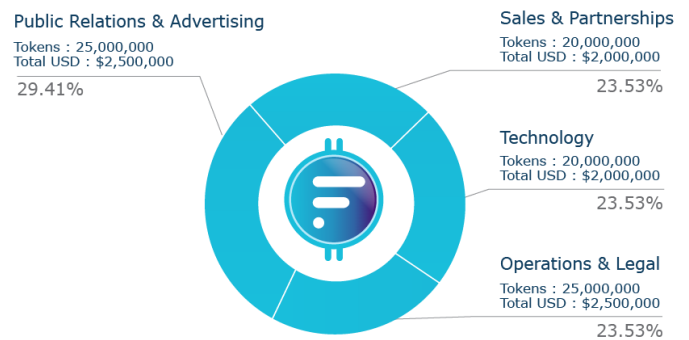 Public Relations & Advertising
Tokens : 25,000,000
Total USD : $2,500,000
29.41%
Sales & Partnerships
Tokens : 20,000,000
Total USD : $2,000,000
23.53%
Technology
Tokens : 20,000,000
Total USD : $2,000,000
23.53%
Operations & Legal
Tokens : 25,000,000
Total USD : $2,500,000
23.53%